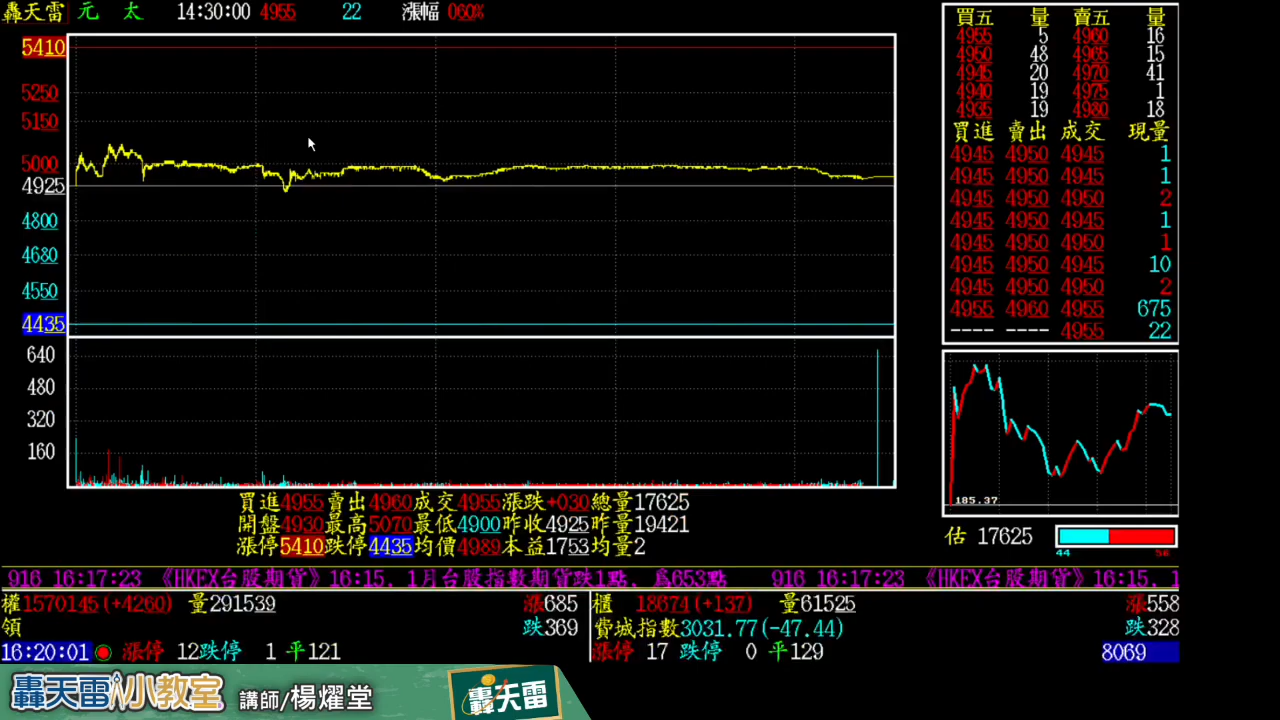 轟天雷 元 太 14:30:00 4955 22 漲幅 060%
5410
5250
5150
5000
4925
4800
4680
4550
4435
640
480
320
160
買五 量 賣五 量
4955 5 4960 16
4950 48 4965 15
4945 20 4970 41
4940 19 4975 1
4935 19 4980 18
買進 賣出 成交 現量
4945 4950 4945 1
4945 4950 4945 1
4945 4950 4950 2
4945 4950 4945 1
4945 4950 4950 1
4945 4950 4945 10
4945 4950 4950 2
4955 4960 4955 675
---- ---- 4955 22
185.37
估 17625
44 56
買進4955賣出4960成交4955漲跌+030總量17625
開盤4930最高5070最低4900昨收4925昨量19421
漲停5410跌停4435均價4989本益1753均量2
916 16:17:23 《HKEX台股期貨》16:15. 1月台股指數期貨跌1點. 為653點 916 16:17:23 《HKEX台股期貨》16:15. 1
權1570145(+4260) 量291539 漲685 櫃 18674(+137) 量61525 漲558
領 跌369 費城指數3031.77(-47.44) 跌328
16:20:01 漲停 12跌停 1 平121 漲停 17 跌停 0 平129 8069
轟天雷小教室 講師/楊燿堂 轟天雷